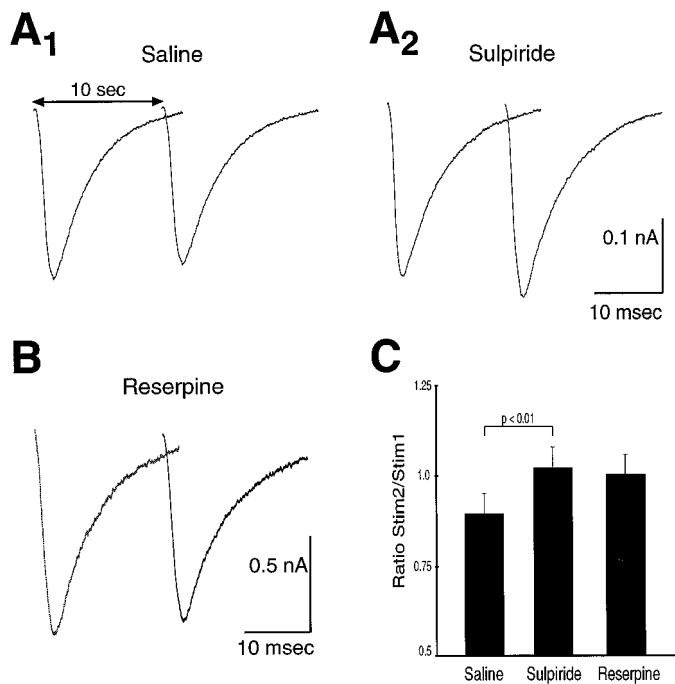 A1
Saline
10 sec
A2
Sulpiride
0.1 nA
10 msec
B
Reserpine
0.5 nA
10 msec
C
Ratio Stim2/Stim1
1.25
1.0
0.75
0.5
p < 0.01
Saline Sulpiride Reserpine